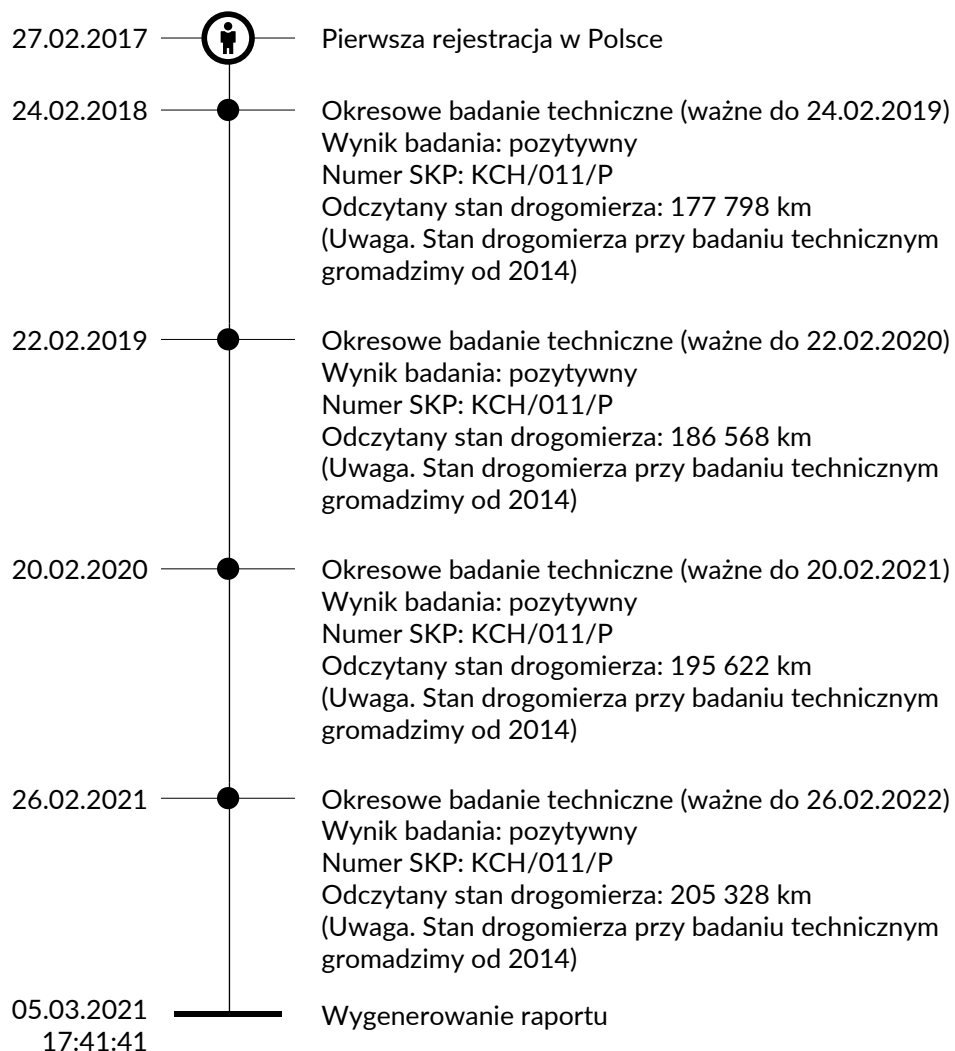 27.02.2017 Pierwsza rejestracja w Polsce
24.02.2018 Okresowe badanie techniczne (ważne do 24.02.2019)
Wynik badania: pozytywny
Numer SKP: KCH/011/P
Odczytany stan drogomierza: 177 798 km
(Uwaga. Stan drogomierza przy badaniu technicznym
gromadzimy od 2014)
22.02.2019 Okresowe badanie techniczne (ważne do 22.02.2020)
Wynik badania: pozytywny
Numer SKP: KCH/011/P
Odczytany stan drogomierza: 186 568 km
(Uwaga. Stan drogomierza przy badaniu technicznym
gromadzimy od 2014)
20.02.2020 Okresowe badanie techniczne (ważne do 20.02.2021)
Wynik badania: pozytywny
Numer SKP: KCH/011/P
Odczytany stan drogomierza: 195 622 km
(Uwaga. Stan drogomierza przy badaniu technicznym
gromadzimy od 2014)
26.02.2021 Okresowe badanie techniczne (ważne do 26.02.2022)
Wynik badania: pozytywny
Numer SKP: KCH/011/P
Odczytany stan drogomierza: 205 328 km
(Uwaga. Stan drogomierza przy badaniu technicznym
gromadzimy od 2014)
05.03.2021 Wygenerowanie raportu
17:41:41